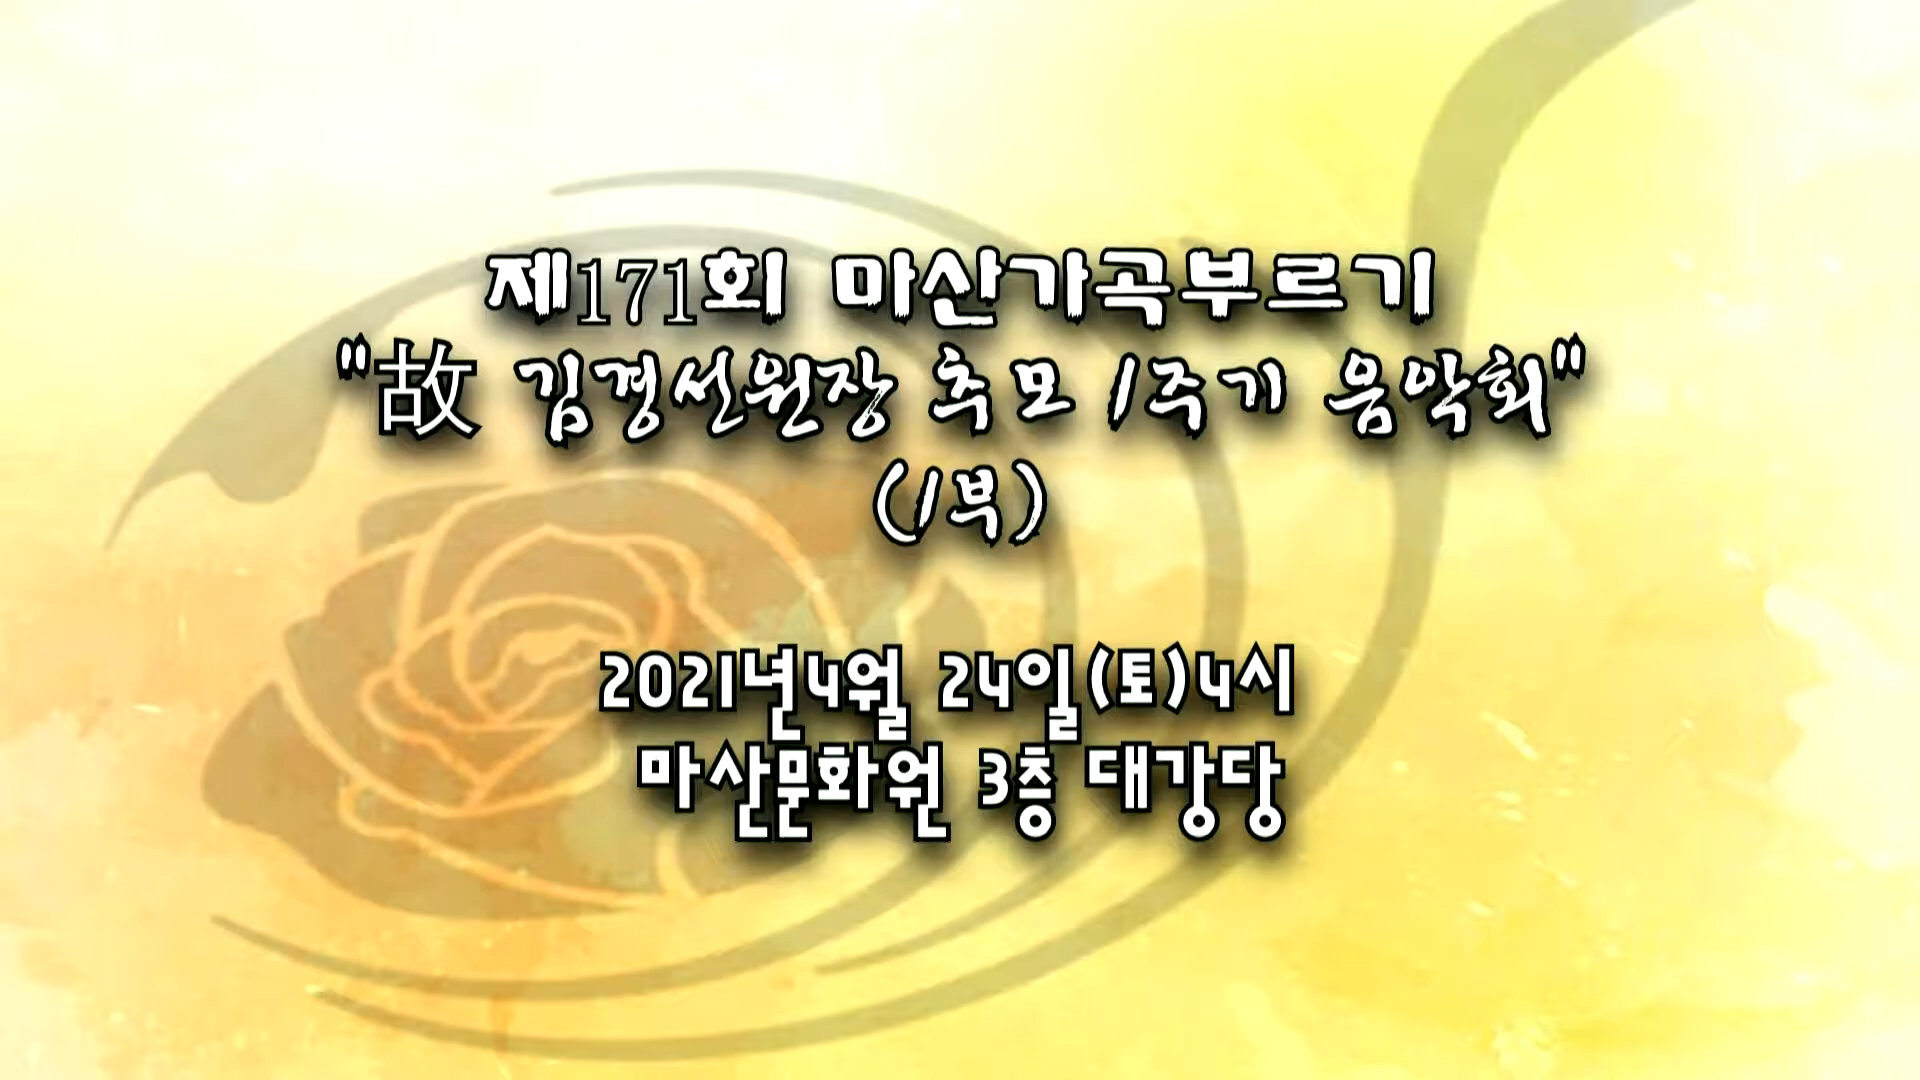 제171회 마산가곡부르기
"故 김경선원장 추모 1주기 음악회"
(1부)
2021년4월 24일(토)4시
마산문화원 3층 대강당